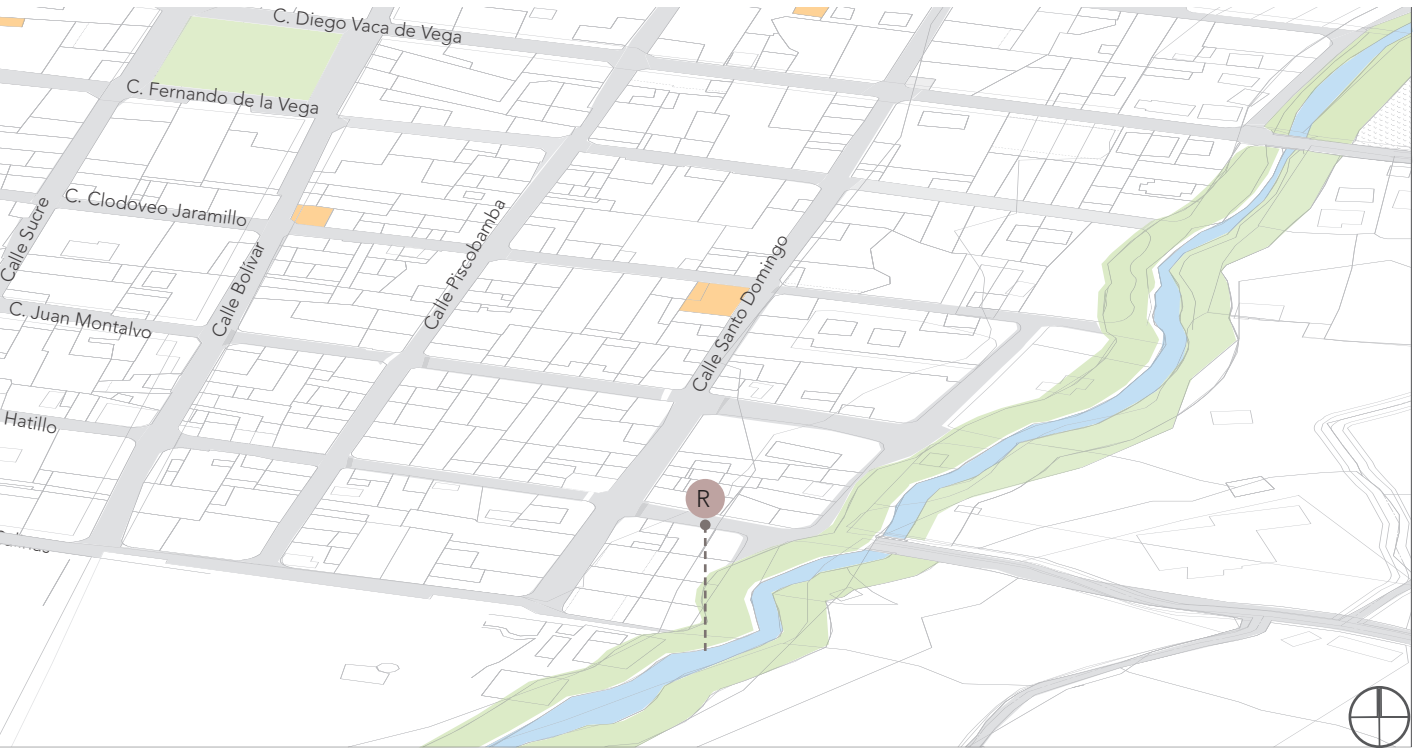 C. Diego Vaca de Vega
C. Fernando de la Vega
C. Clodoveo Jaramillo
Calle Sucre
Calle Bolívar
Calle Piscobamba
Calle Santo Domingo
C. Juan Montalvo
Hatillo
R